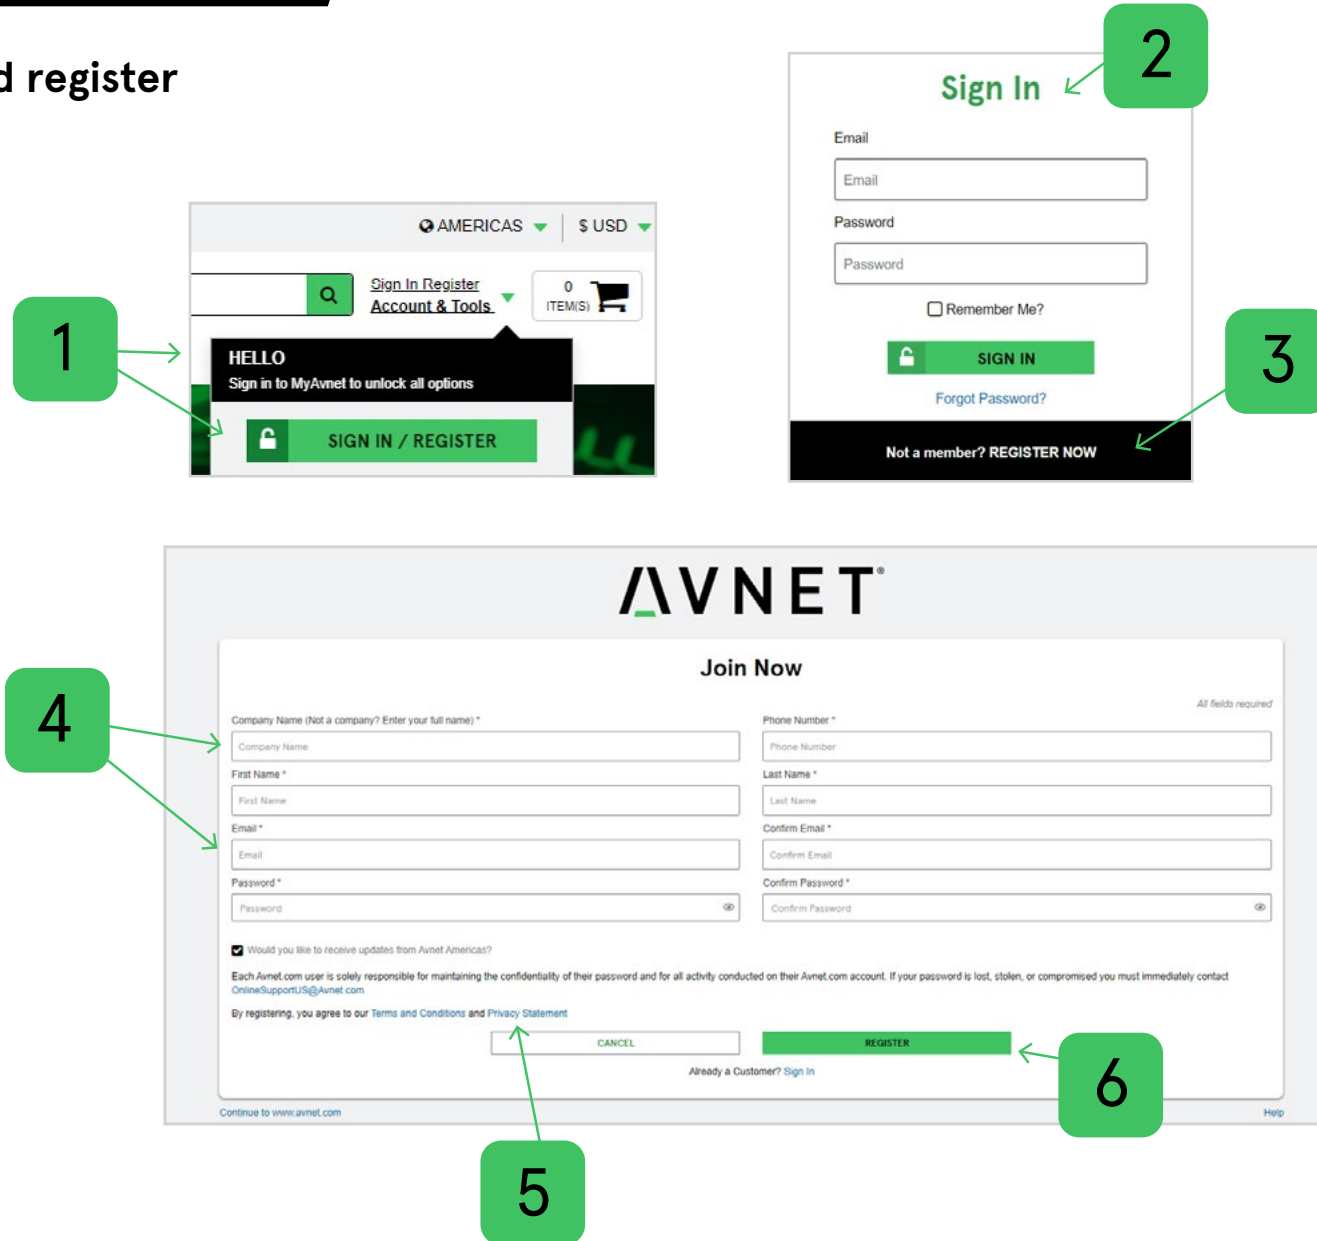 d register
2
Sign In
Email
Email
Password
Password
Remember Me?
SIGN IN
Forgot Password?
3
Not a member? REGISTER NOW
1
AMERICAS
$ USD
Sign In Register
Account & Tools
0
ITEM(S)
HELLO
Sign in to MyAvnet to unlock all options
SIGN IN / REGISTER
AVNET®
Join Now
All fields required
4
Company Name (Not a company? Enter your full name) *
Phone Number *
Company Name
Phone Number
First Name *
Last Name *
First Name
Last Name
Email *
Confirm Email *
Email
Confirm Email
Password *
Confirm Password *
Password
Confirm Password
Would you like to receive updates from Avnet Americas?
Each Avnet.com user is solely responsible for maintaining the confidentiality of their password and for all activity conducted on their Avnet.com account. If your password is lost, stolen, or compromised you must immediately contact
OnlineSupportUS@Avnet.com
By registering, you agree to our Terms and Conditions and Privacy Statement
CANCEL
REGISTER
Already a Customer? Sign In
6
Continue to www.avnet.com
Help
5